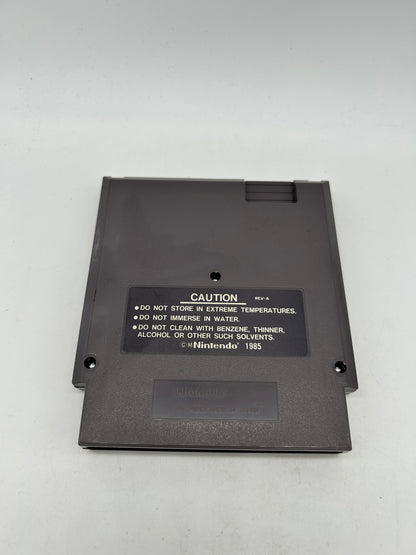 CAUTION REV-A
●DO NOT STORE IN EXTREME TEMPERATURES.
●DO NOT IMMERSE IN WATER.
●DO NOT CLEAN WITH BENZENE, THINNER,
ALCOHOL OR OTHER SUCH SOLVENTS.
©M Nintendo® 1985
Nintendo